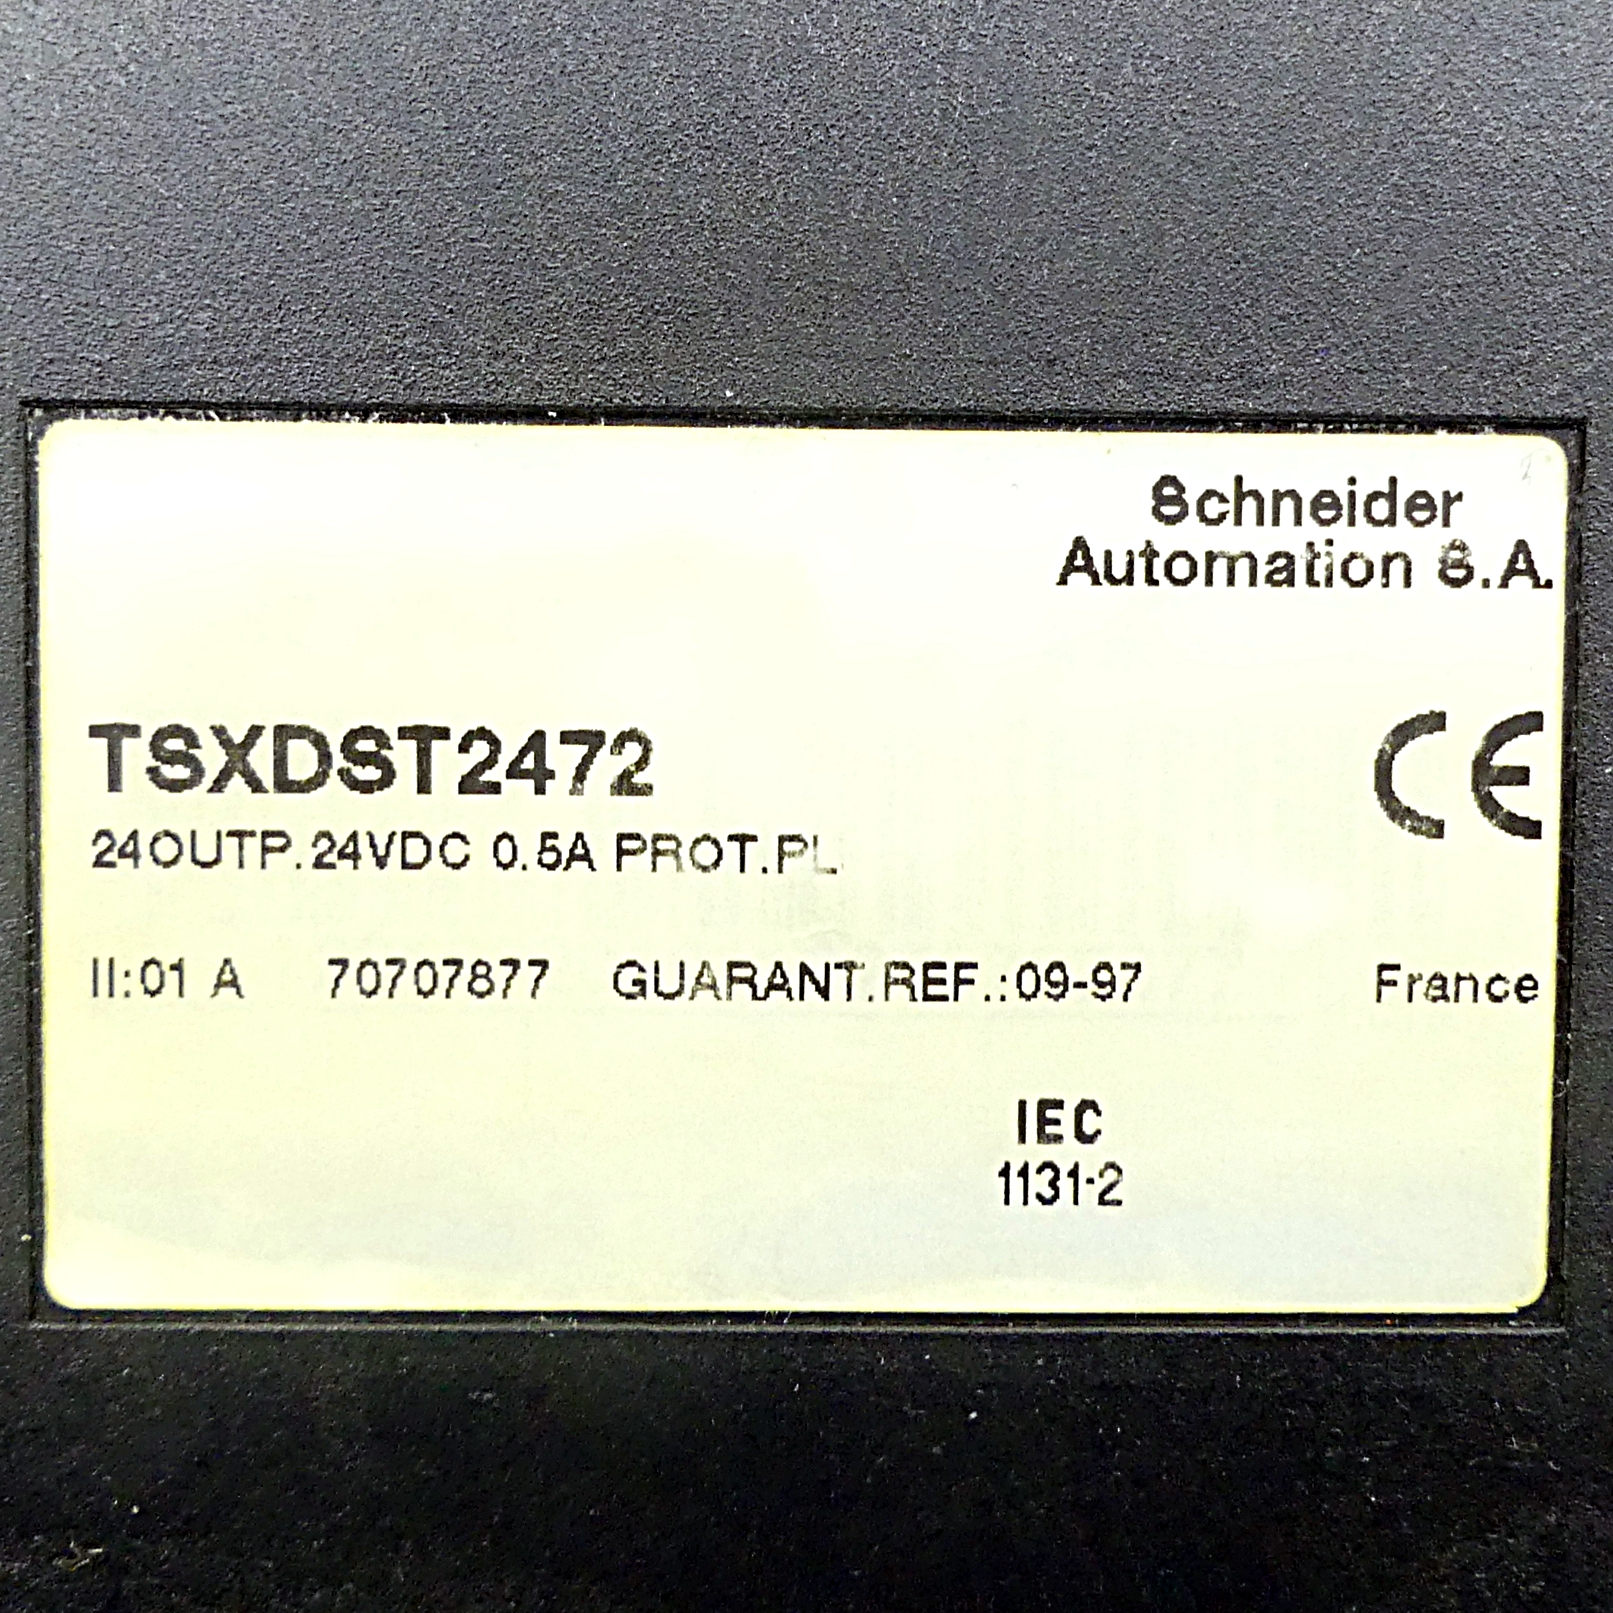 Schneider
Automation S.A.
TSXDST2472
CE
24OUTP.24VDC 0.5A PROT.PL
II:01 A 70707877 GUARANT.REF.:09-97 France
IEC
1131-2